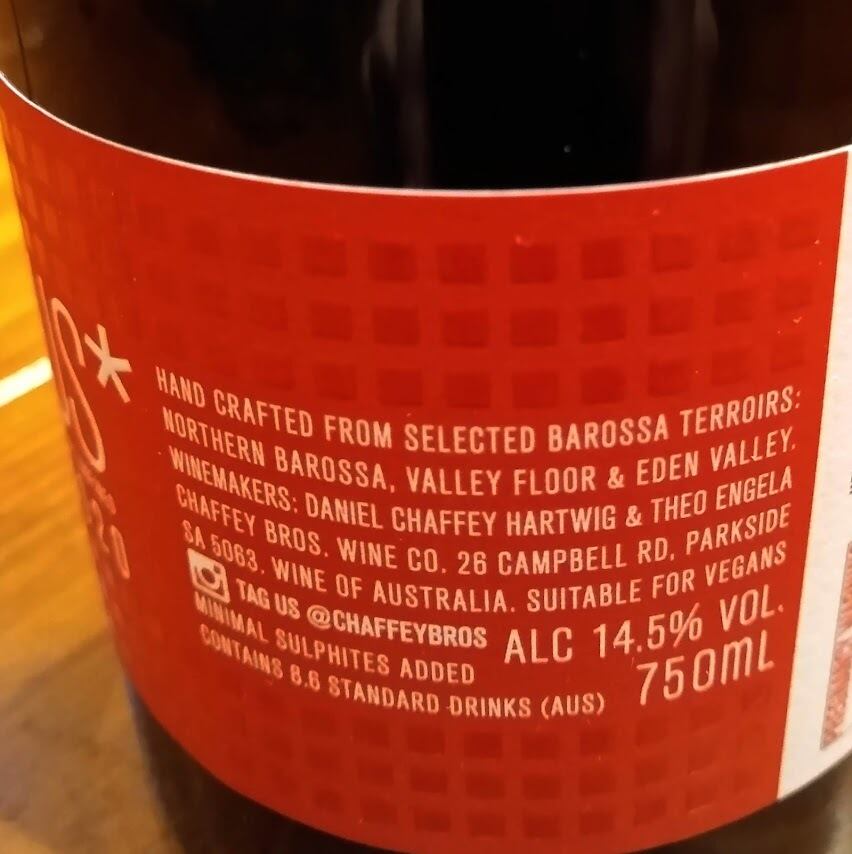 S*
HAND CRAFTED FROM SELECTED BAROSSA TERROIRS:
NORTHERN BAROSSA, VALLEY FLOOR & EDEN VALLEY.
WINEMAKERS: DANIEL CHAFFEY HARTWIG & THEO ENGELA
CHAFFEY BROS. WINE CO. 26 CAMPBELL RD, PARKSIDE
SA 5063. WINE OF AUSTRALIA. SUITABLE FOR VEGANS
TAG US @CHAFFEYBROS
MINIMAL SULPHITES ADDED
CONTAINS 8.6 STANDARD DRINKS (AUS)
ALC 14.5% VOL.
750mL